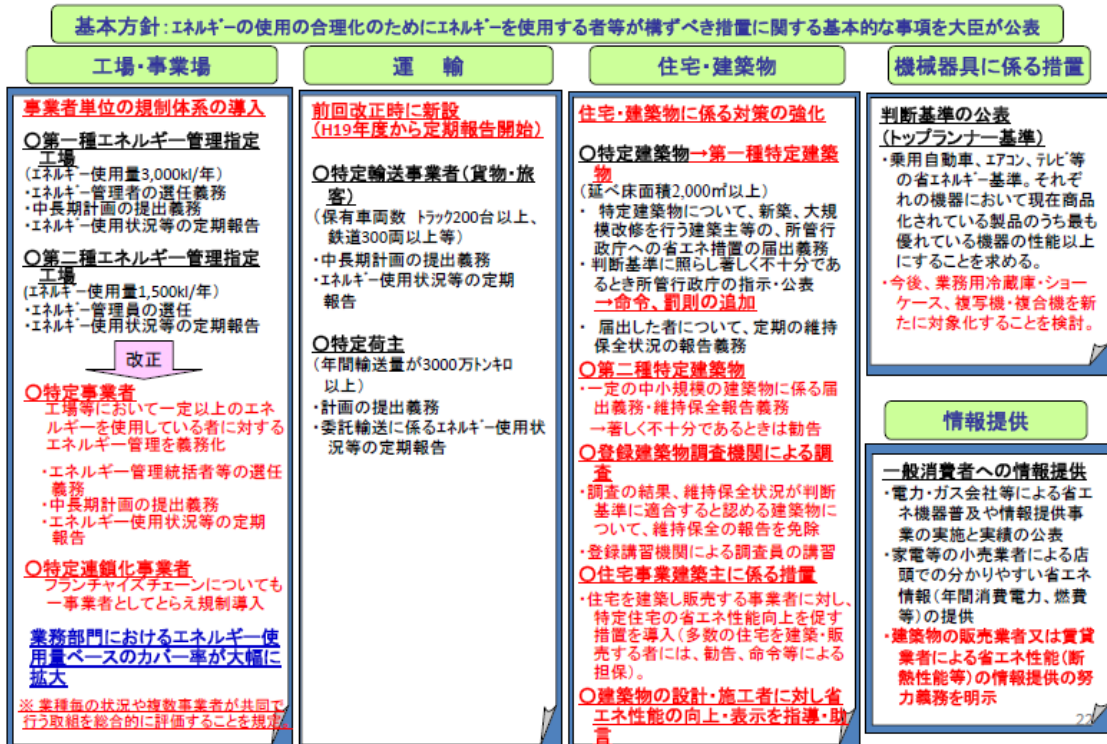 基本方針:エネルギーの使用の合理化のためにエネルギーを使用する者等が構ずべき措置に関する基本的な事項を大臣が公表
工場・事業場
事業者単位の規制体系の導入
○第一種エネルギー管理指定
工場
(エネルギー使用量3,000kl/年)
・エネルギー管理者の選任義務
・中長期計画の提出義務
・エネルギー使用状況等の定期報告
○第二種エネルギー管理指定
工場
(エネルギー使用量1,500kl/年)
・エネルギー管理員の選任
・エネルギー使用状況等の定期報告
改正
○特定事業者
工場等において一定以上のエネ
ルギーを使用している者に対する
エネルギー管理を義務化
・エネルギー管理統括者等の選任
義務
・中長期計画の提出義務
・エネルギー使用状況等の定期
報告
○特定連鎖化事業者
フランチャイズチェーンについても
一事業者としてとらえ規制導入
業務部門におけるエネルギー使
用量ベースのカバー率が大幅に
拡大
※ 業種毎の状況や複数事業者が共同で
行う取組を総合的に評価することを規定。
運 輸
前回改正時に新設
(H19年度から定期報告開始)
○特定輸送事業者(貨物・旅
客)
(保有車両数 トラック200台以上、
鉄道300両以上等)
・中長期計画の提出義務
・エネルギー使用状況等の定期
報告
○特定荷主
(年間輸送量が3000万トンキロ
以上)
・計画の提出義務
・委託輸送に係るエネルギー使用状
況等の定期報告
住宅・建築物
住宅・建築物に係る対策の強化
○特定建築物→第一種特定建築
物
(延べ床面積2,000㎡以上)
・ 特定建築物について、新築、大規
模改修を行う建築主等の、所管行
政庁への省エネ措置の届出義務
・判断基準に照らし著しく不十分であ
るとき所管行政庁の指示・公表
→命令、罰則の追加
・ 届出した者について、定期の維持
保全状況の報告義務
○第二種特定建築物
・一定の中小規模の建築物に係る届
出義務・維持保全報告義務
→著しく不十分であるときは勧告
○登録建築物調査機関による調
査
・調査の結果、維持保全状況が判断
基準に適合すると認める建築物に
ついて、維持保全の報告を免除
・登録講習機関による調査員の講習
○住宅事業建築主に係る措置
・住宅を建築し販売する事業者に対し、
特定住宅の省エネ性能向上を促す
措置を導入(多数の住宅を建築・販
売する者には、勧告、命令等による
担保)。
○建築物の設計・施工者に対し省
エネ性能の向上・表示を指導・助
言
機械器具に係る措置
判断基準の公表
(トップランナー基準)
・乗用自動車、エアコン、テレビ等
の省エネルギー基準。それぞ
れの機器において現在商品
化されている製品のうち最も
優れている機器の性能以上
にすることを求める。
・今後、業務用冷蔵庫・ショー
ケース、複写機・複合機を新
たに対象化することを検討。
情報提供
一般消費者への情報提供
・電力・ガス会社等による省エ
ネ機器普及や情報提供事
業の実施と実績の公表
・家電等の小売業者による店
頭での分かりやすい省エネ
情報(年間消費電力、燃費
等)の提供
・建築物の販売業者又は賃貸
業者による省エネ性能(断
熱性能等)の情報提供の努
力義務を明示
22